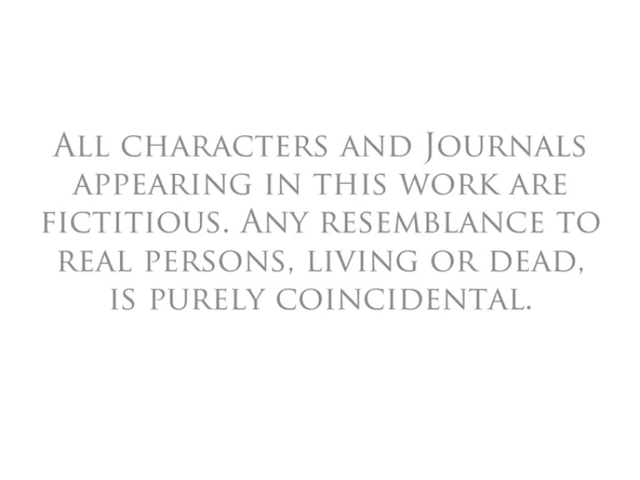 All characters and Journals
appearing in this work are
fictitious. Any resemblance to
real persons, living or dead,
is purely coincidental.